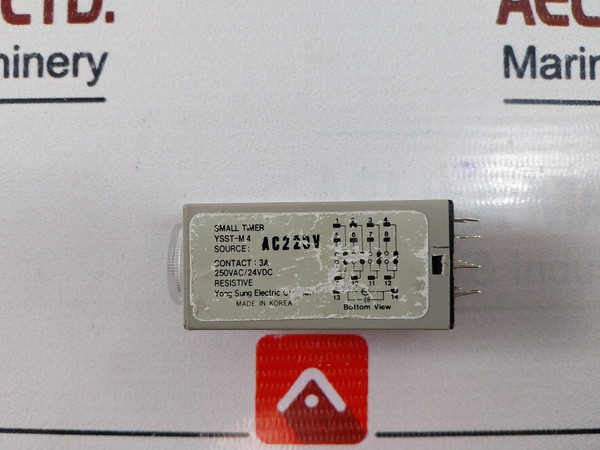 CTD.
hinery
AEC
Marin
SMALL TIMER
YSST-M4
SOURCE: AC220V
CONTACT: 3A
250VAC/24VDC
RESISTIVE
Yong Sung Electric
MADE IN KOREA
1 2 3 4
5 6 7 8
9 10 11 12
13 14
Bottom View